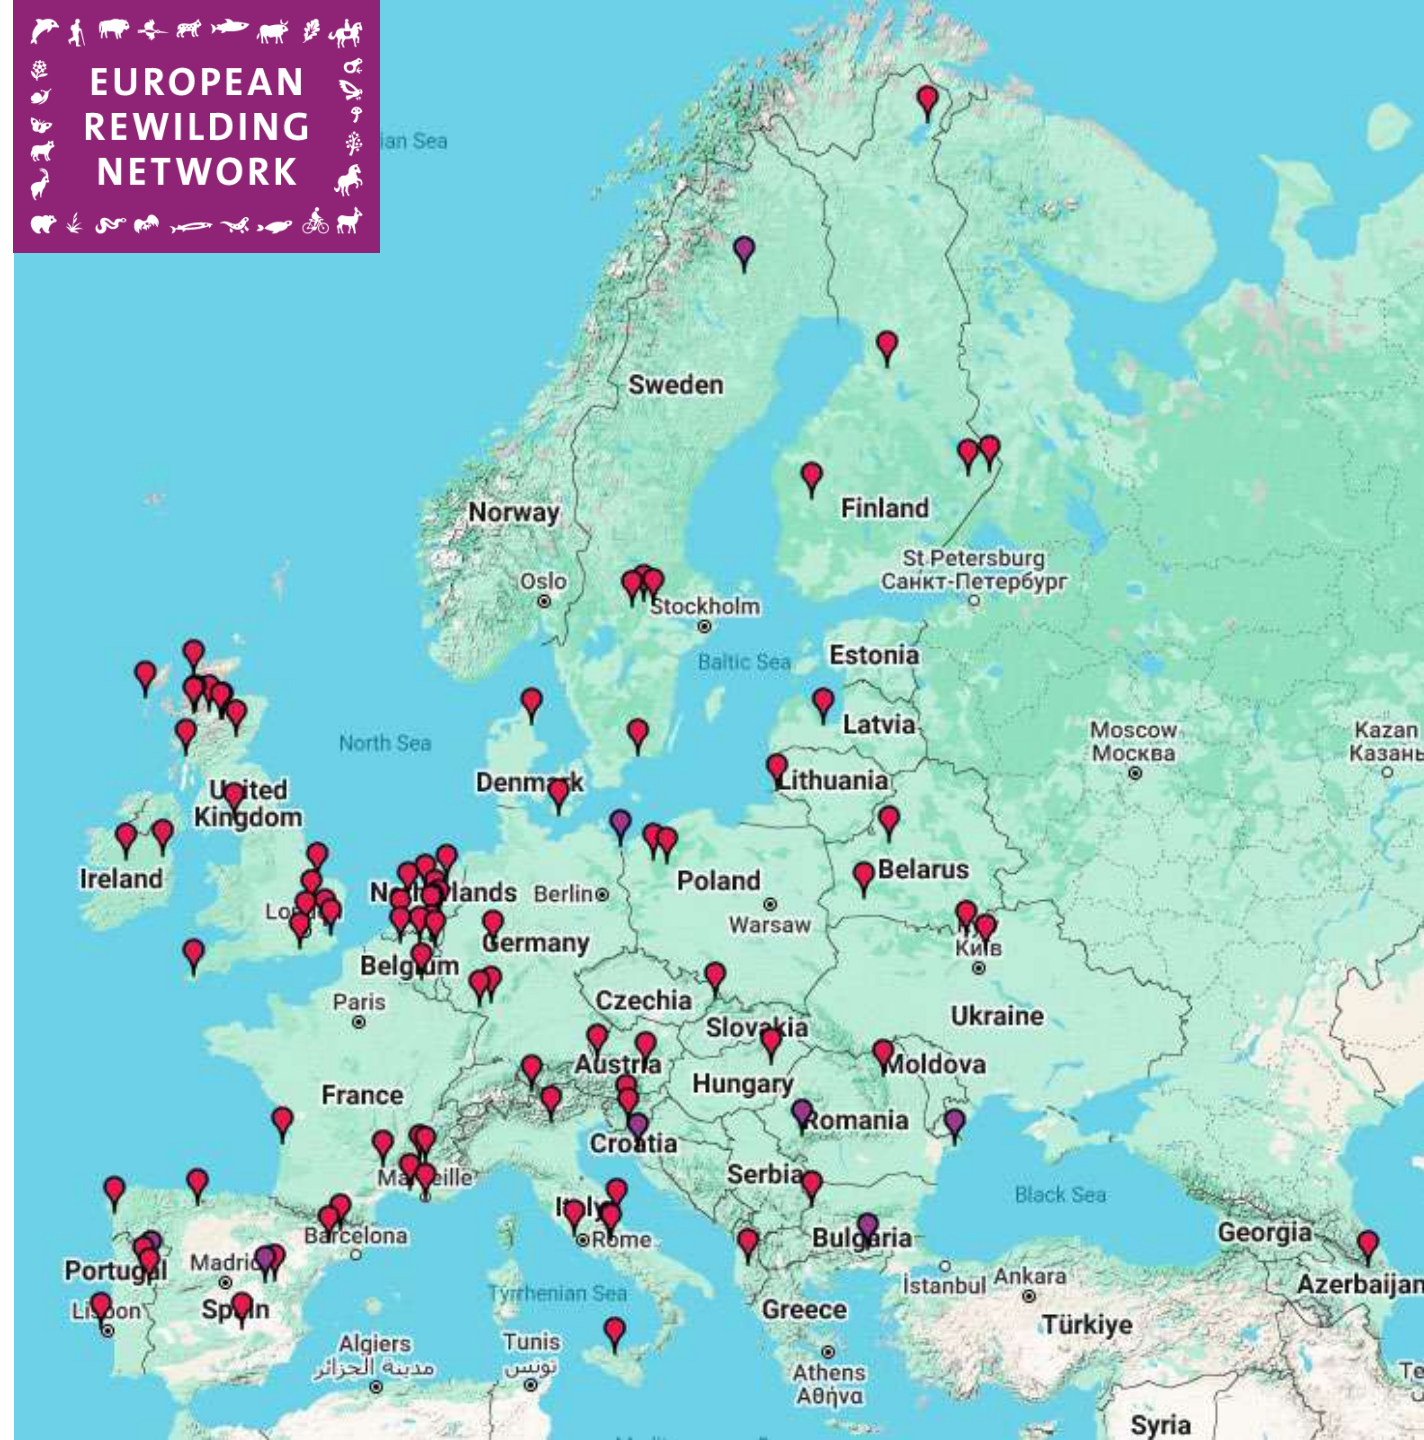 EUROPEAN
REWILDING
NETWORK
ian Sea
Sweden
Norway
Finland
St Petersburg
Санкт-Петербург
Oslo
Stockholm
Estonia
Baltic Sea
Latvia
Moscow
Москва
Kazan
Казань
North Sea
Denmark
Lithuania
United
Kingdom
Ireland
Netherlands
Berlin
Poland
Belarus
London
Warsaw
Germany
Київ
Belgium
Paris
Czechia
Ukraine
Slovakia
Austria
Moldova
Hungary
France
Romania
Croatia
Serbia
Marseille
Black Sea
Italy
Barcelona
Rome
Bulgaria
Georgia
Madrid
Portugal
İstanbul
Ankara
Azerbaijan
Tyrrhenian Sea
Lisbon
Spain
Greece
Türkiye
Algiers
مدينة الجزائر
Tunis
تونس
Athens
Αθήνα
Te
Syria